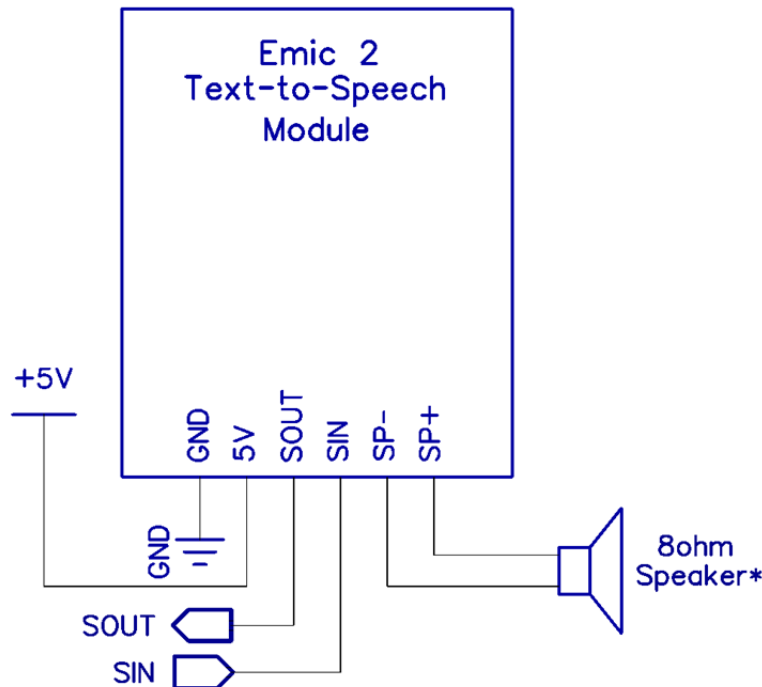 Emic 2
Text-to-Speech
Module
+5V
GND
5V
SOUT
SIN
SP-
SP+
GND
8ohm
Speaker*
SOUT
SIN